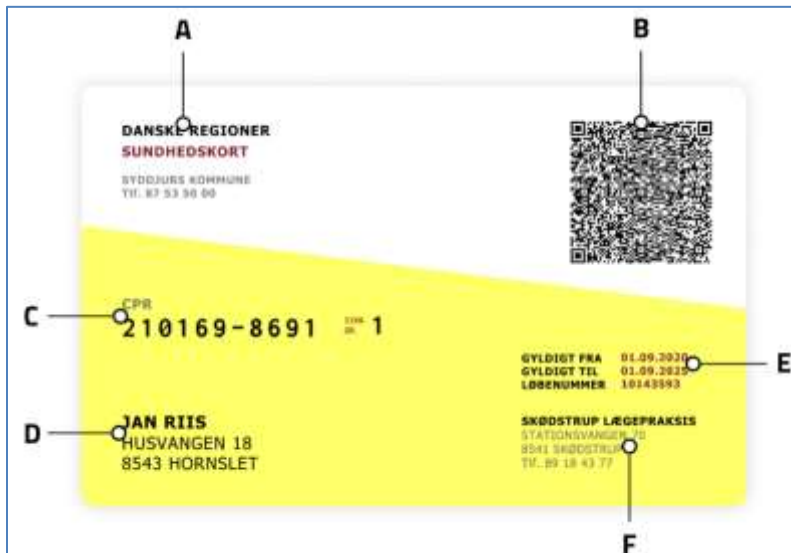 A
B
DANSKE REGIONER
SUNDHEDSKORT
SYDDJURS KOMMUNE
Tlf. 87 53 50 00
C
CPR
210169-8691 1
GYLDIGT FRA 01.09.2020
GYLDIGT TIL 01.09.2025
LØBENUMMER 10143593
E
D
JAN RIIS
HUSVANGEN 18
8543 HORNSLET
SKØDSTRUP LÆGEPRAKSIS
STATIONSVANGEN 70
8541 SKØDSTRUP
Tlf. 89 18 43 77
F